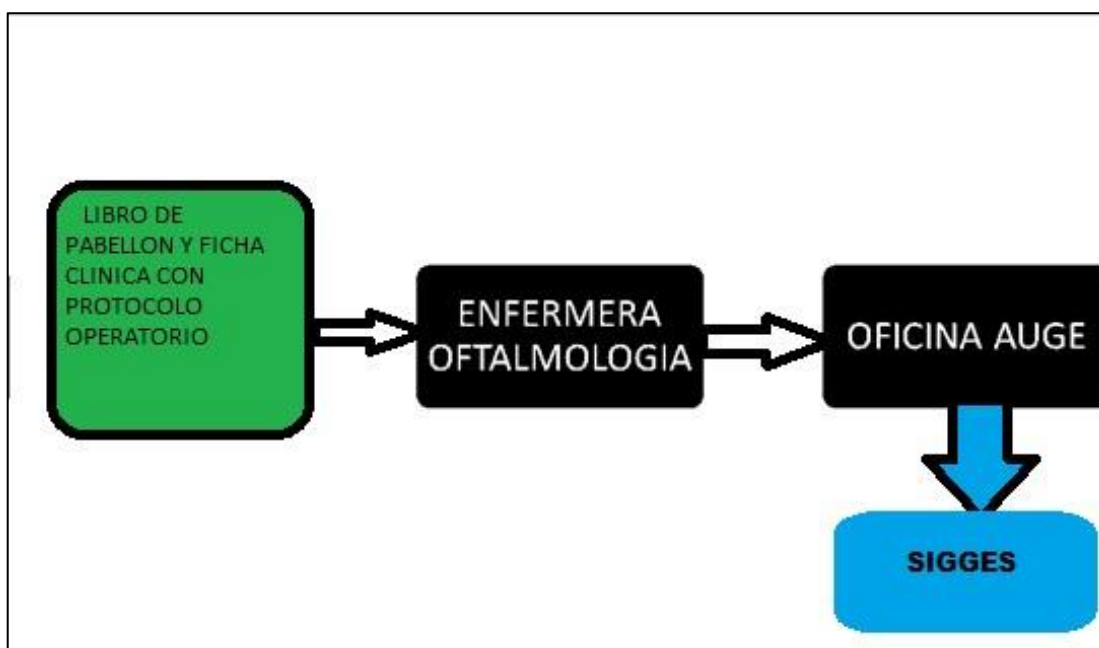 LIBRO DE
PABELLON Y FICHA
CLINICA CON
PROTOCOLO
OPERATORIO
ENFERMERA
OFTALMOLOGIA
OFICINA AUGE
SIGGES